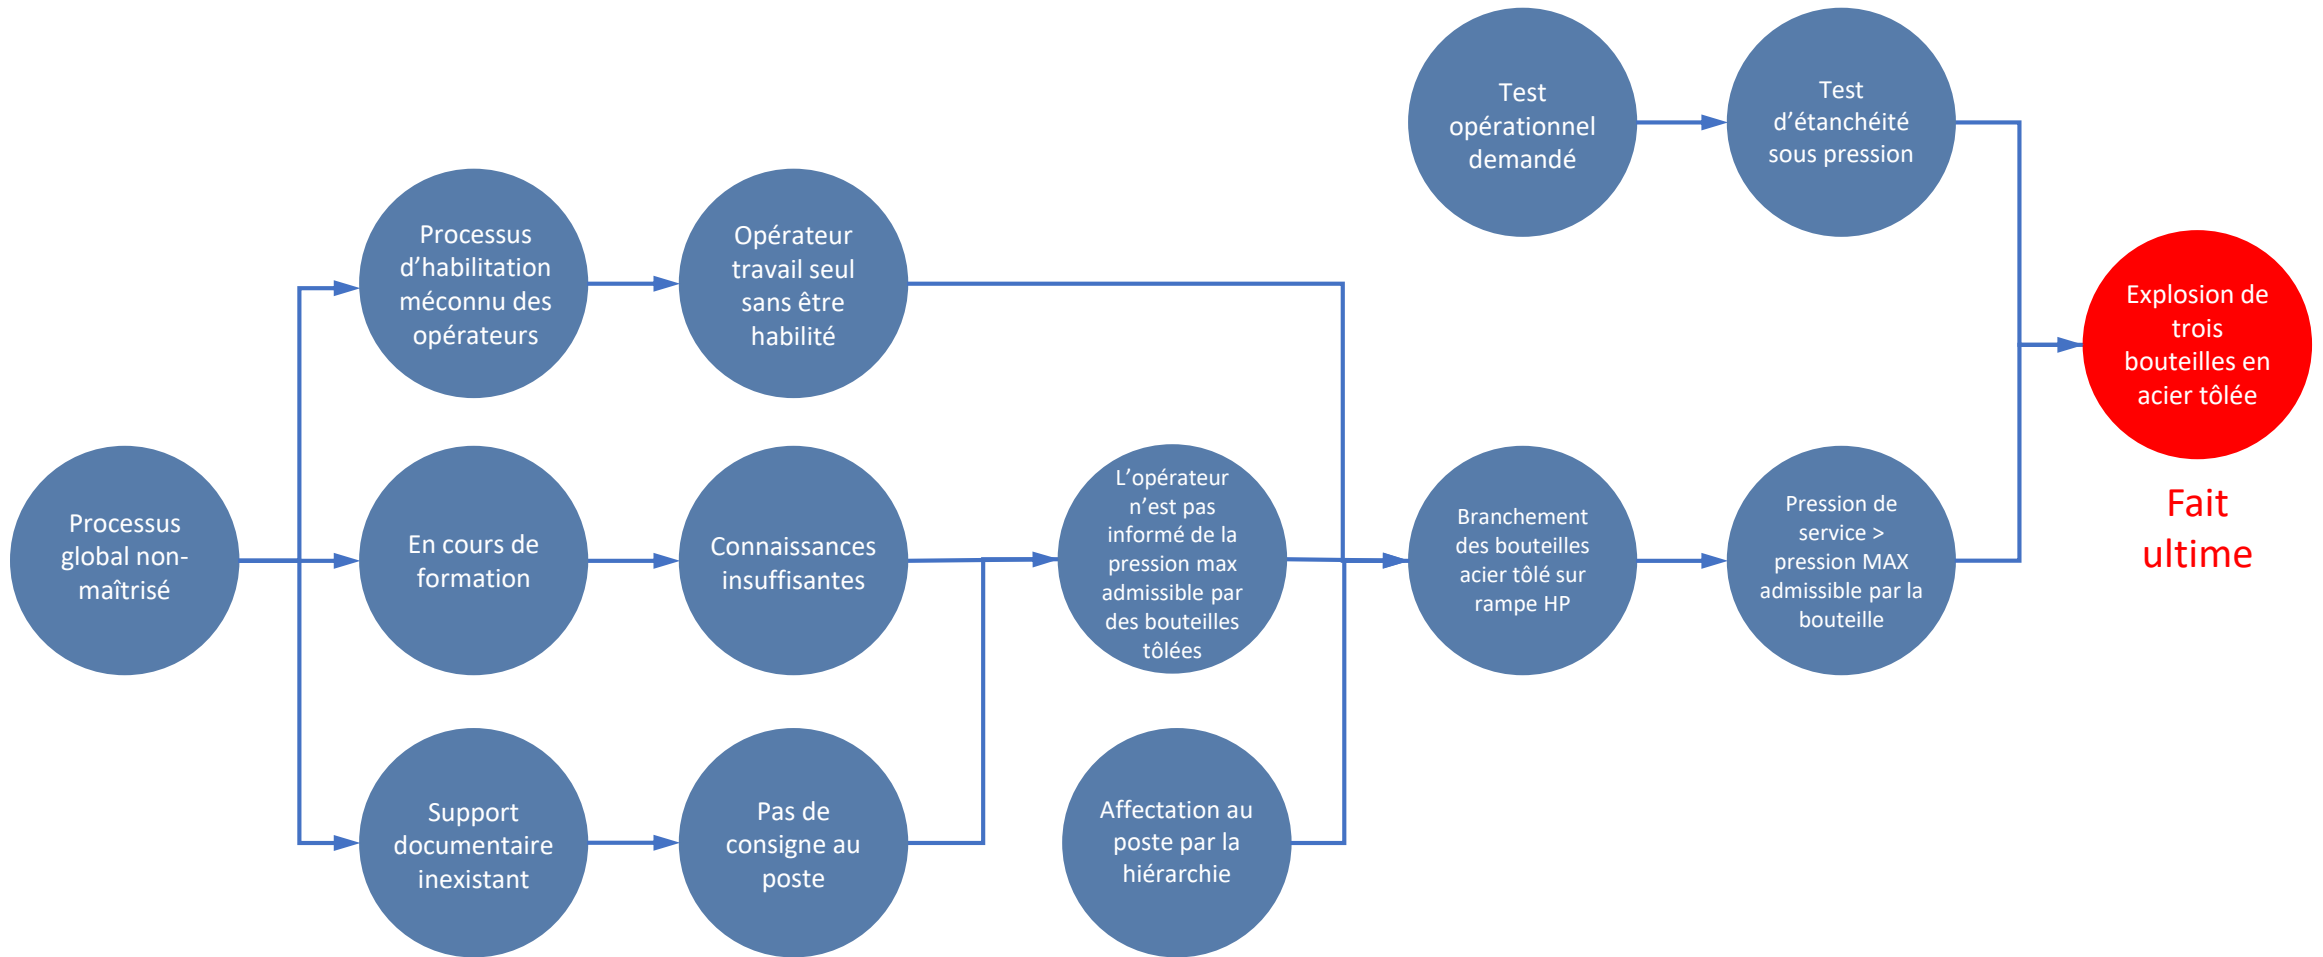 Test
opérationnel
demandé
Test
d’étanchéité
sous pression
Processus
d’habilitation
méconnu des
opérateurs
Opérateur
travail seul
sans être
habilité
Explosion de
trois
bouteilles en
acier tôlée
Fait
ultime
Processus
global non-
maîtrisé
En cours de
formation
Connaissances
insuffisantes
L’opérateur
n’est pas
informé de la
pression max
admissible par
des bouteilles
tôlées
Branchement
des bouteilles
acier tôlé sur
rampe HP
Pression de
service >
pression MAX
admissible par la
bouteille
Support
documentaire
inexistant
Pas de
consigne au
poste
Affectation au
poste par la
hiérarchie